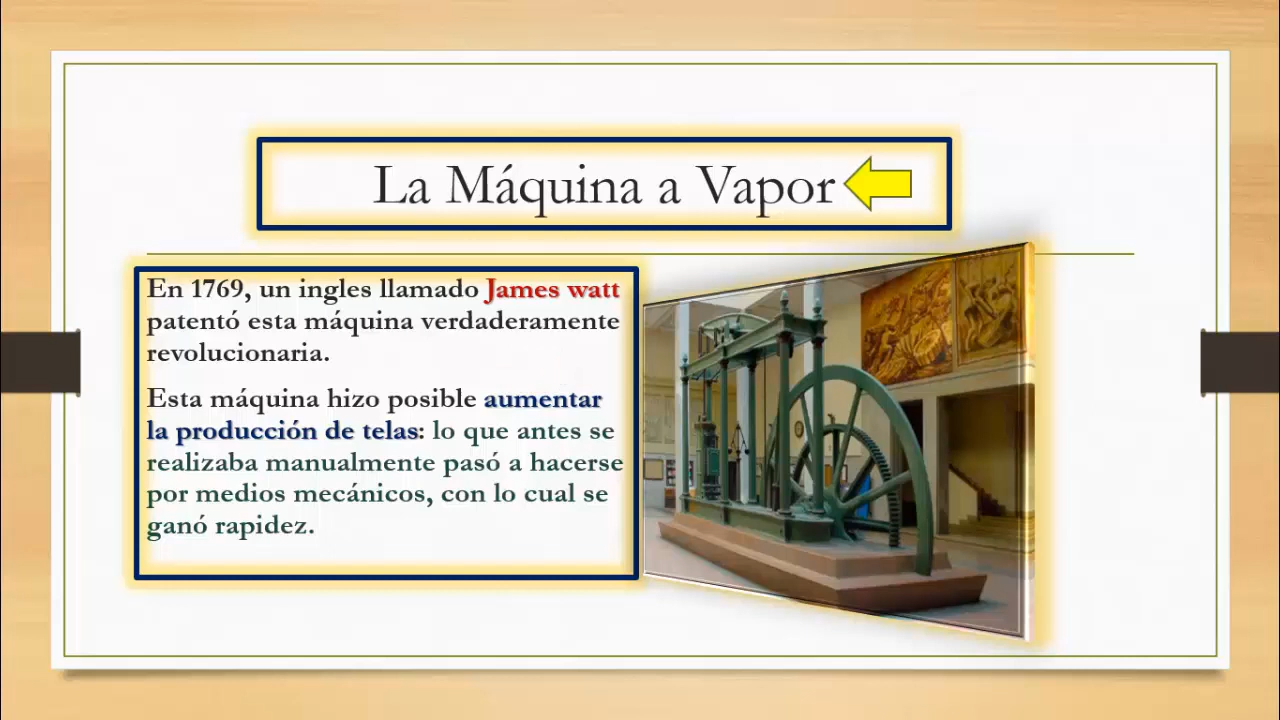 La Máquina a Vapor
En 1769, un ingles llamado James watt
patentó esta máquina verdaderamente
revolucionaria.
Esta máquina hizo posible aumentar
la producción de telas: lo que antes se
realizaba manualmente pasó a hacerse
por medios mecánicos, con lo cual se
ganó rapidez.